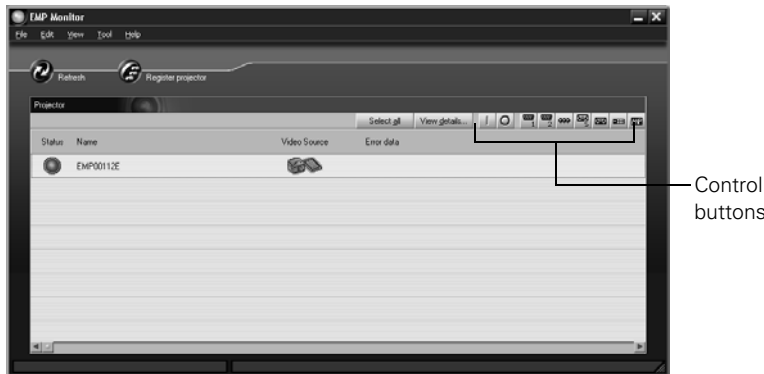 EMP Monitor
File Edit View Tool Help
Refresh Register projector
Projector
Select all View details...
Status Name Video Source Error data
EMP00112E
Control
buttons